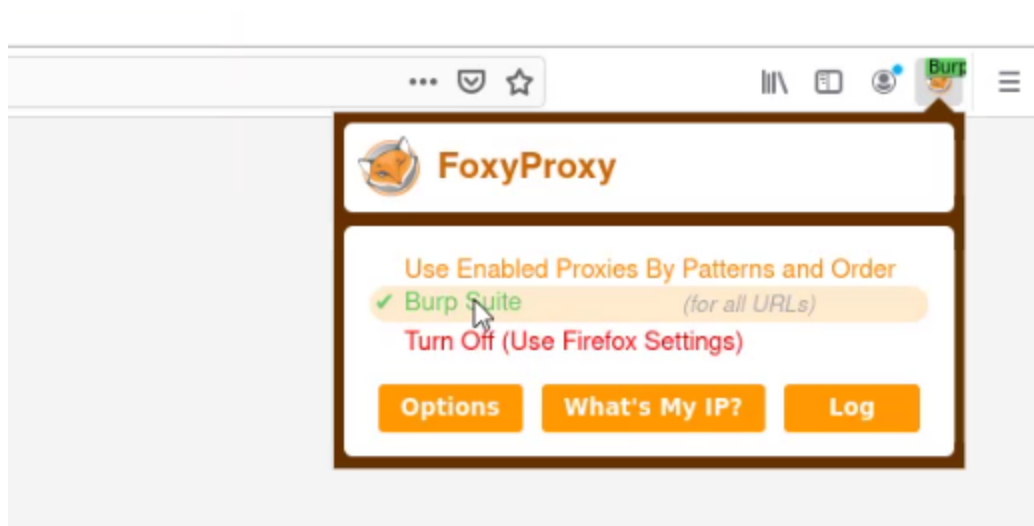 Burp
FoxyProxy
Use Enabled Proxies By Patterns and Order
✔ Burp Suite (for all URLs)
Turn Off (Use Firefox Settings)
Options What's My IP? Log